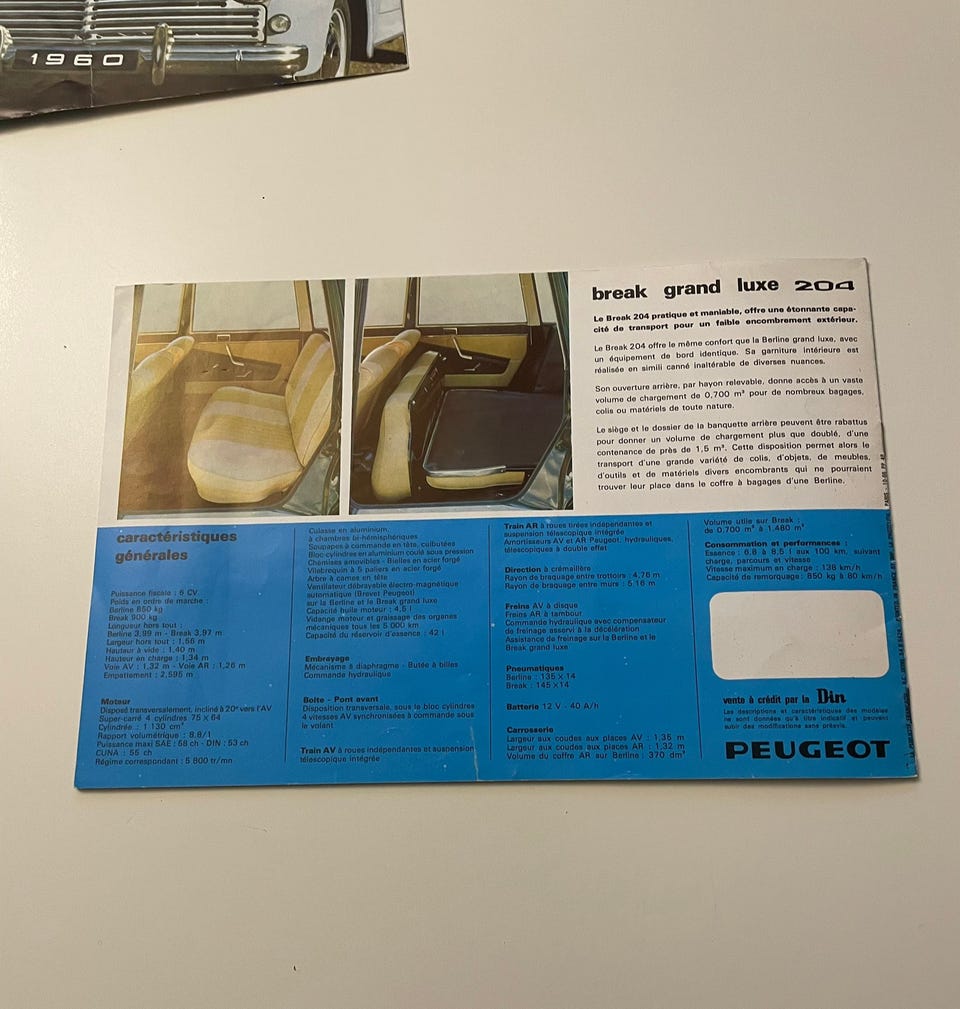 1960
break grand luxe 204
Le Break 204 pratique et maniable, offre une étonnante capa-
cité de transport pour un faible encombrement extérieur.
Le Break 204 offre le même confort que la Berline grand luxe, avec
un équipement de bord identique. Sa garniture intérieure est
réalisée en simili canné inaltérable de diverses nuances.
Son ouverture arrière, par hayon relevable, donne accès à un vaste
volume de chargement de 0,700 m³ pour de nombreux bagages,
colis ou matériels de toute nature.
Le siège et le dossier de la banquette arrière peuvent être rabattus
pour donner un volume de chargement plus que doublé, d'une
contenance de près de 1,5 m³. Cette disposition permet alors le
transport d'une grande variété de colis, d'objets, de meubles,
d'outils et de matériels divers encombrants qui ne pourraient
trouver leur place dans le coffre à bagages d'une Berline.
caractéristiques
générales
Puissance fiscale : 6 CV
Poids en ordre de marche :
Berline 850 kg
Break 900 kg
Longueur hors tout :
Berline 3,99 m - Break 3,97 m
Largeur hors tout : 1,56 m
Hauteur à vide : 1,40 m
Hauteur en charge : 1,34 m
Voie AV : 1,32 m - Voie AR : 1,26 m
Empattement : 2,595 m
Moteur
Disposé transversalement, incliné à 20° vers l'AV
Super-carré 4 cylindres 75 X 64
Cylindrée : 1 130 cm³
Rapport volumétrique : 8,8/1
Puissance maxi SAE : 58 ch - DIN : 53 ch
CUNA : 55 ch
Régime correspondant : 5 800 tr/mn
Culasse en aluminium,
à chambres bi-hémisphériques
Soupapes à commande en tête, culbutées
Bloc-cylindres en aluminium coulé sous pression
Chemises amovibles - Bielles en acier forgé
Vilebrequin à 5 paliers en acier forgé
Arbre à cames en tête
Ventilateur débrayable électro-magnétique
automatique (Brevet Peugeot)
sur la Berline et le Break grand luxe
Capacité huile moteur : 4,5 l
Vidange moteur et graissage des organes
mécaniques tous les 5 000 km
Capacité du réservoir d'essence : 42 l
Embrayage
Mécanisme à diaphragme - Butée à billes
Commande hydraulique
Boîte - Pont avant
Disposition transversale, sous le bloc cylindres
4 vitesses AV synchronisées à commande sous
le volant
Train AV à roues indépendantes et suspension
télescopique intégrée
Train AR à roues tirées indépendantes et
suspension télescopique intégrée
Amortisseurs AV et AR Peugeot, hydrauliques,
télescopiques à double effet
Direction à crémaillère
Rayon de braquage entre trottoirs : 4,76 m
Rayon de braquage entre murs : 5,16 m
Freins AV à disque
Freins AR à tambour
Commande hydraulique avec compensateur
de freinage asservi à la décélération
Assistance de freinage sur la Berline et le
Break grand luxe
Pneumatiques
Berline : 135 X 14
Break : 145 X 14
Batterie 12 V - 40 A/h
Carrosserie
Largeur aux coudes aux places AV : 1,36 m
Largeur aux coudes aux places AR : 1,32 m
Volume du coffre AR sur Berline : 370 dm³
Volume utile sur Break :
de 0,700 m³ à 1,460 m³
Consommation et performances :
Essence : 6,6 à 8,5 l aux 100 km, suivant
charge, parcours et vitesse
Vitesse maximum en charge : 138 km/h
Capacité de remorquage : 850 kg à 80 km/h
vente à crédit par la Din
Les descriptions et caractéristiques des modèles
ne sont données qu'à titre indicatif et peuvent
subir des modifications sans préavis.
PEUGEOT